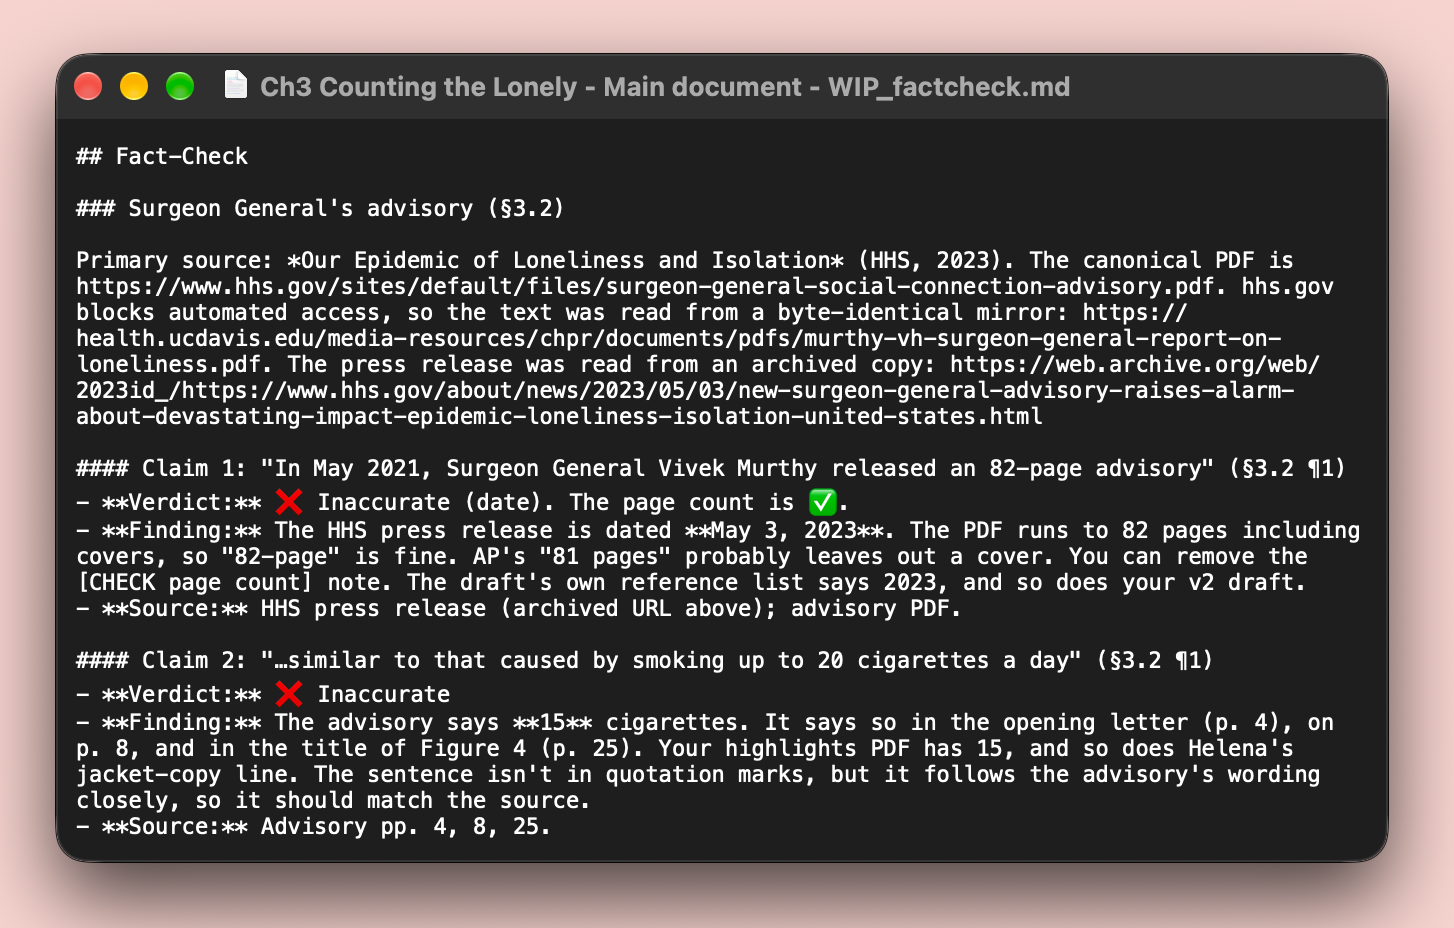 Ch3 Counting the Lonely - Main document - WIP_factcheck.md
## Fact-Check
### Surgeon General's advisory (§3.2)
Primary source: *Our Epidemic of Loneliness and Isolation* (HHS, 2023). The canonical PDF is
https://www.hhs.gov/sites/default/files/surgeon-general-social-connection-advisory.pdf. hhs.gov
blocks automated access, so the text was read from a byte-identical mirror: https://
health.ucdavis.edu/media-resources/chpr/documents/pdfs/murthy-vh-surgeon-general-report-on-
loneliness.pdf. The press release was read from an archived copy: https://web.archive.org/web/
2023id_/https://www.hhs.gov/about/news/2023/05/03/new-surgeon-general-advisory-raises-alarm-
about-devastating-impact-epidemic-loneliness-isolation-united-states.html
#### Claim 1: "In May 2021, Surgeon General Vivek Murthy released an 82-page advisory" (§3.2 ¶1)
- **Verdict:** ❌ Inaccurate (date). The page count is ✅.
- **Finding:** The HHS press release is dated **May 3, 2023**. The PDF runs to 82 pages including
covers, so "82-page" is fine. AP's "81 pages" probably leaves out a cover. You can remove the
[CHECK page count] note. The draft's own reference list says 2023, and so does your v2 draft.
- **Source:** HHS press release (archived URL above); advisory PDF.
#### Claim 2: "…similar to that caused by smoking up to 20 cigarettes a day" (§3.2 ¶1)
- **Verdict:** ❌ Inaccurate
- **Finding:** The advisory says **15** cigarettes. It says so in the opening letter (p. 4), on
p. 8, and in the title of Figure 4 (p. 25). Your highlights PDF has 15, and so does Helena's
jacket-copy line. The sentence isn't in quotation marks, but it follows the advisory's wording
closely, so it should match the source.
- **Source:** Advisory pp. 4, 8, 25.